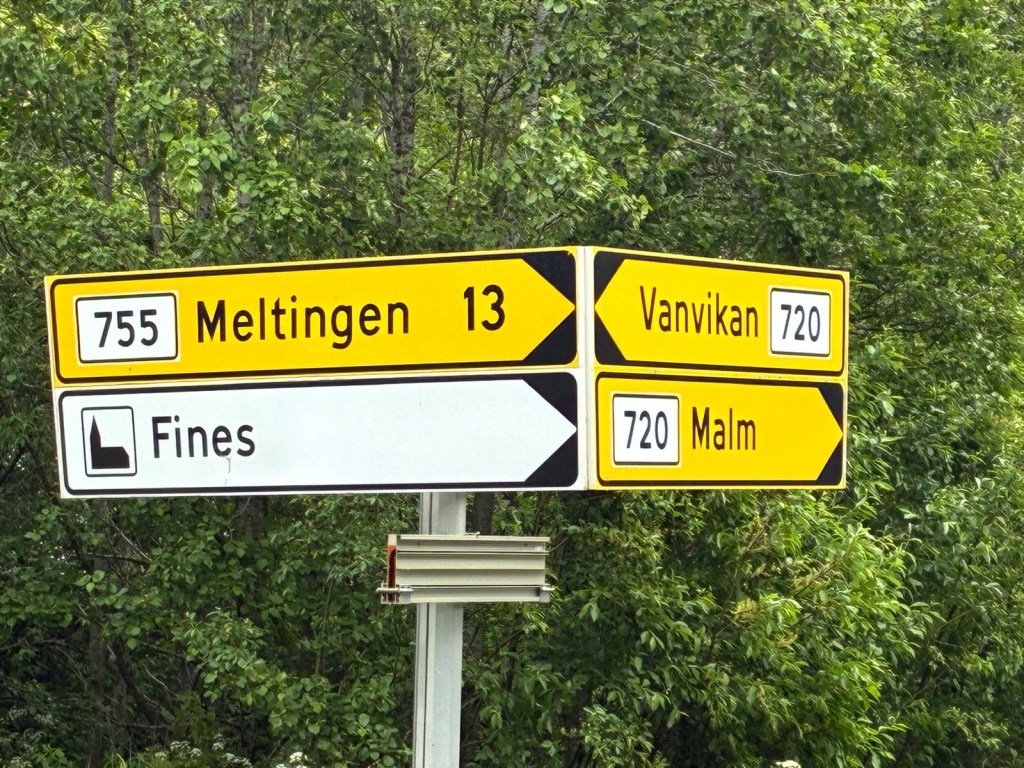 755 Meltingen 13
Fines
Vanvikan 720
720 Malm